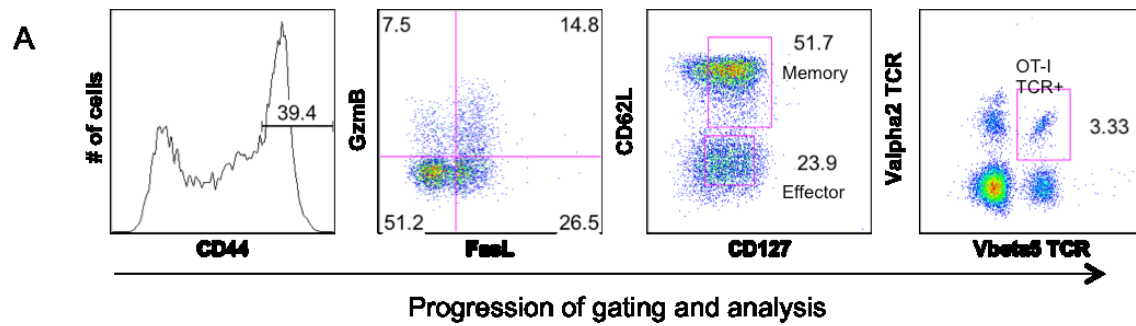 A
# of cells
39.4
CD44
GzmB
7.5
14.8
51.2
26.5
FasL
CD62L
51.7
Memory
23.9
Effector
CD127
Valpha2 TCR
OT-I
TCR+
3.33
Vbeta5 TCR
Progression of gating and analysis